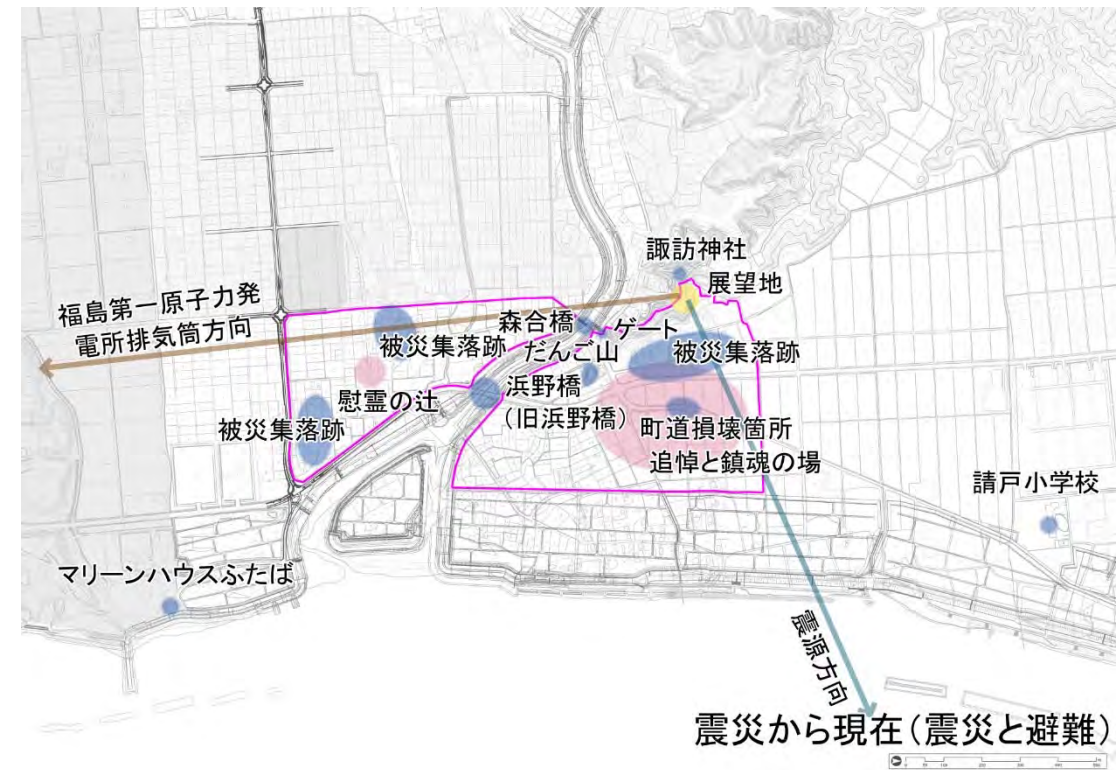 諏訪神社
展望地
福島第一原子力発
電所排気筒方向
森合橋
ゲート
被災集落跡
だんご山
被災集落跡
浜野橋
(旧浜野橋)
慰霊の辻
被災集落跡
町道損壊箇所
追悼と鎮魂の場
請戸小学校
マリーンハウスふたば
震源方向
震災から現在(震災と避難)